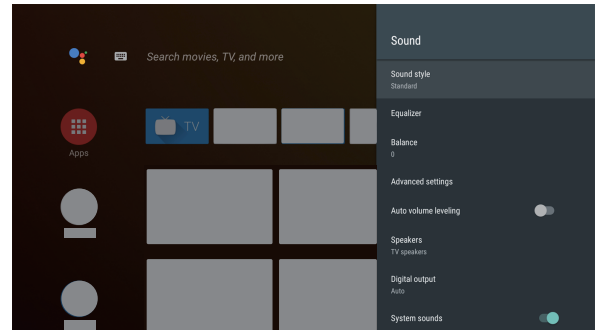 Search movies, TV, and more
TV
Apps
Sound
Sound style
Standard
Equalizer
Balance
0
Advanced settings
Auto volume leveling
Speakers
TV speakers
Digital output
Auto
System sounds